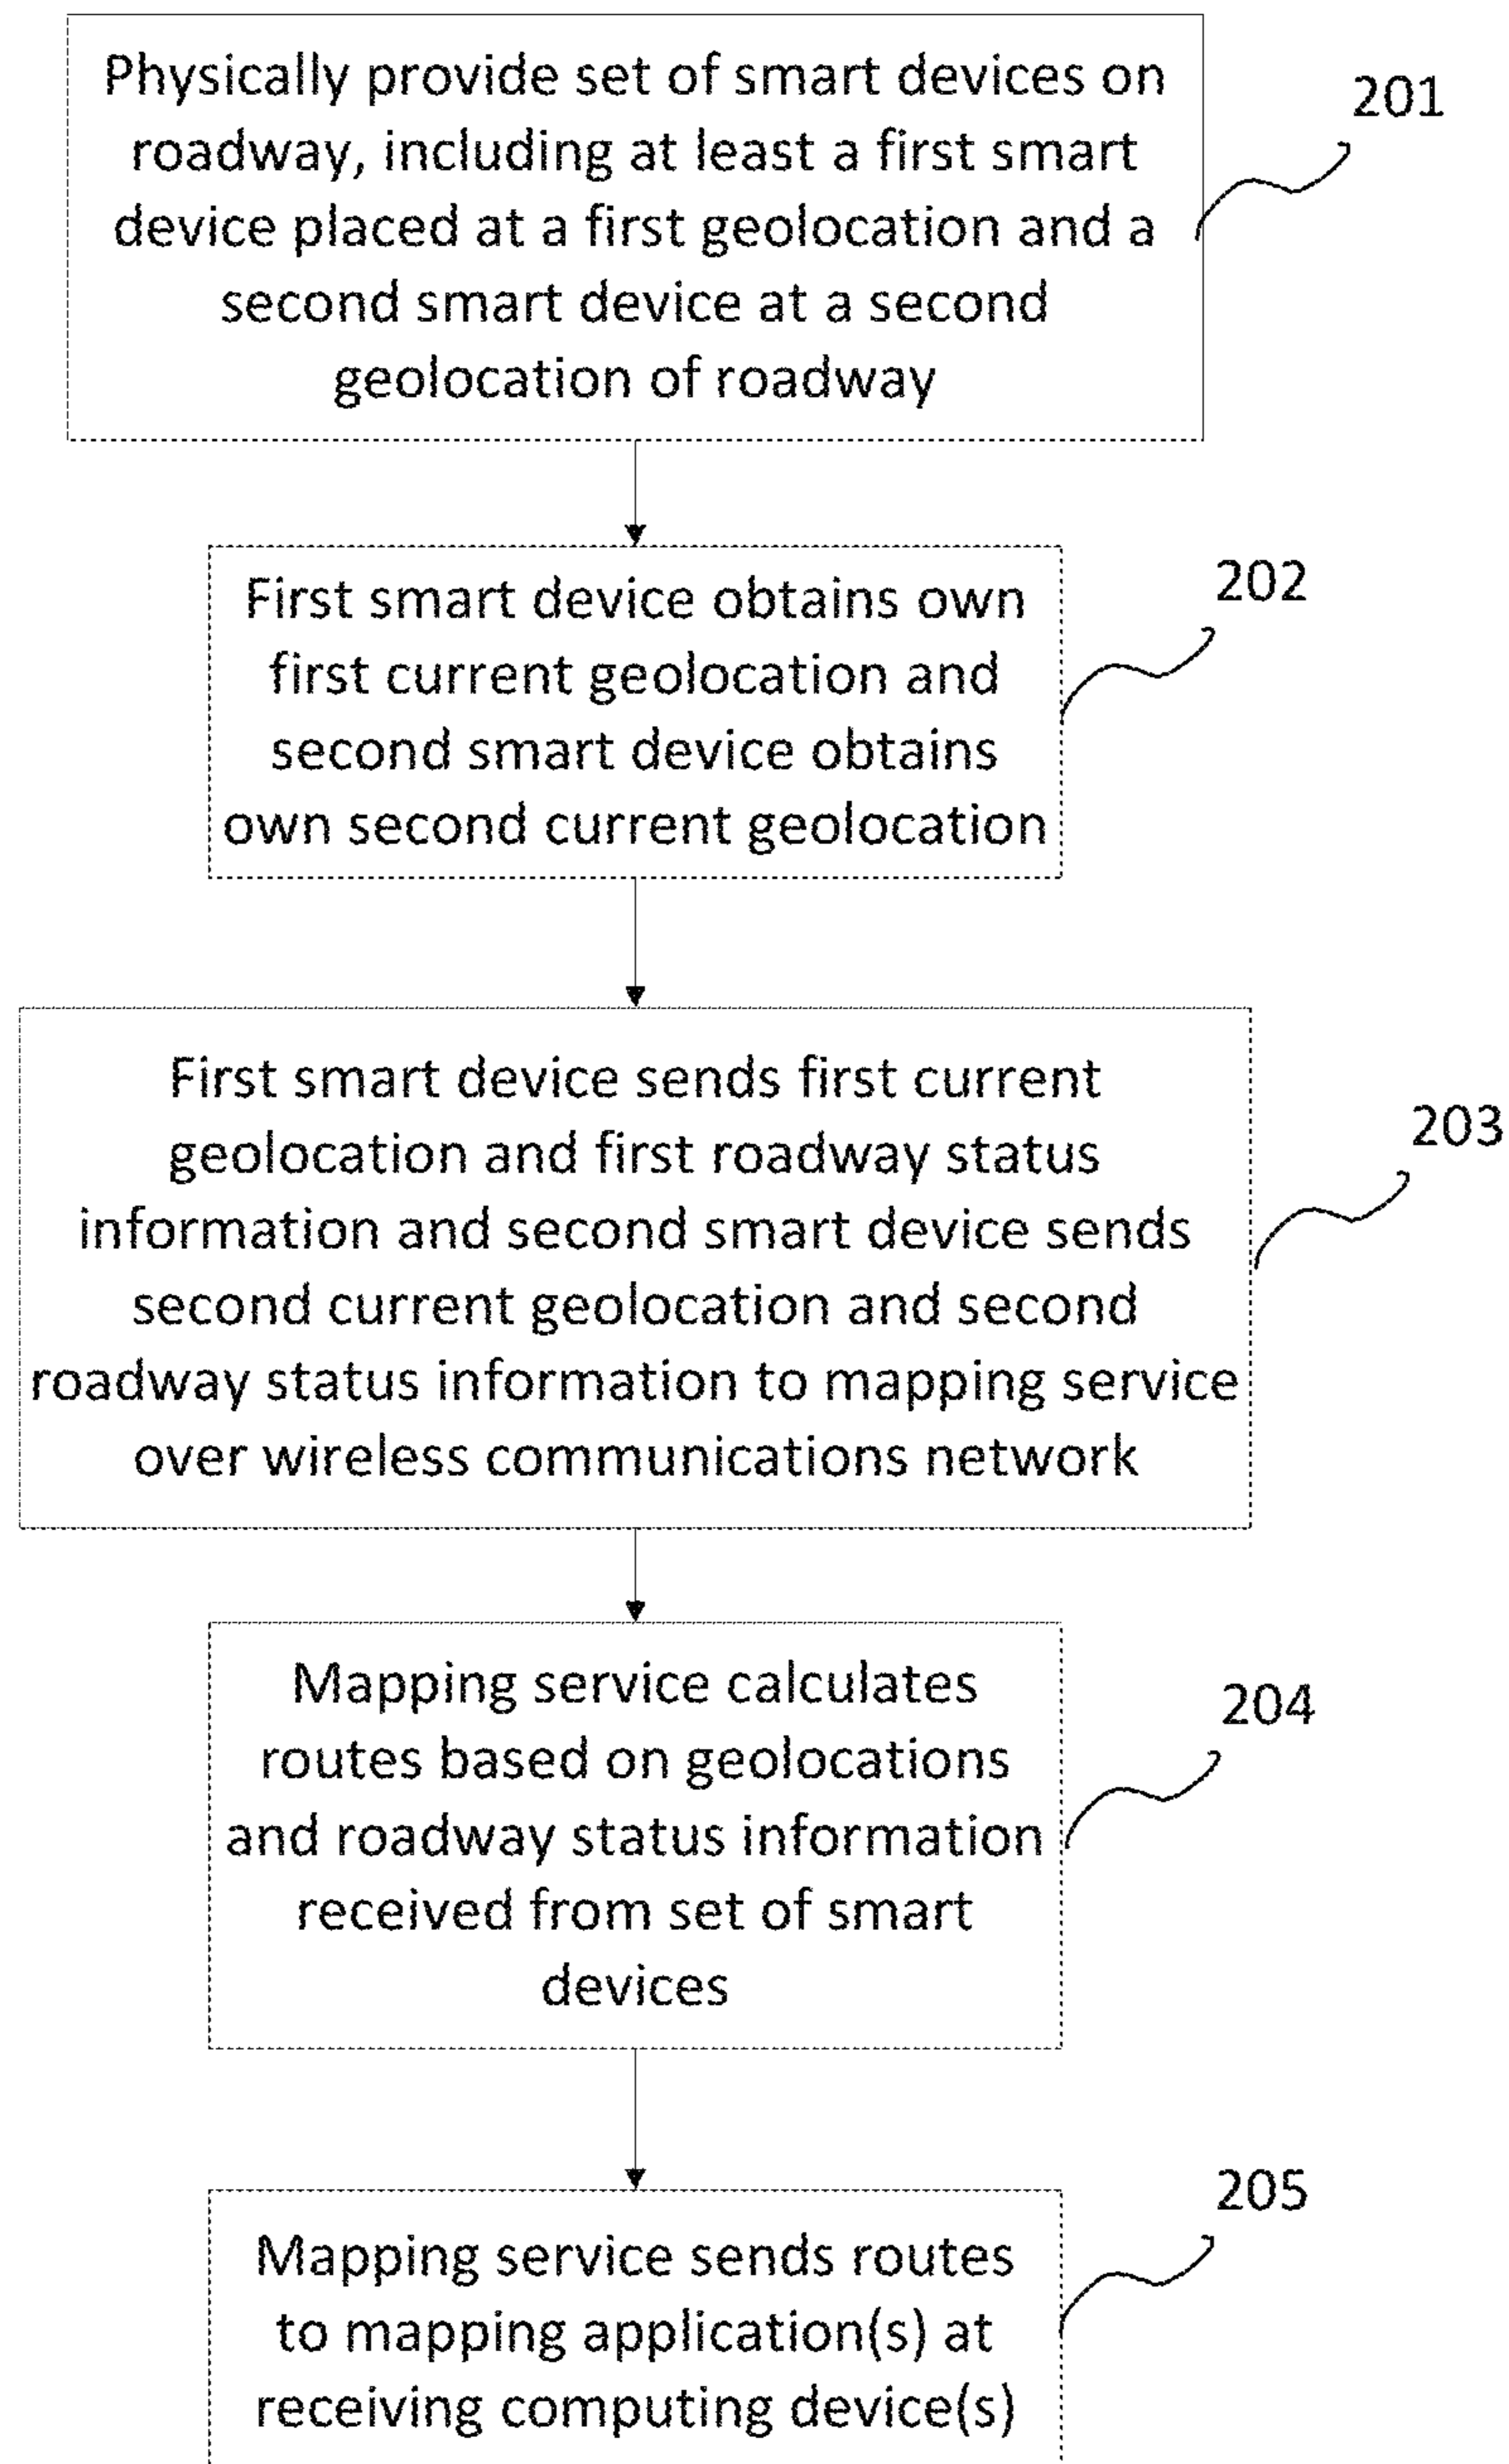 Physically provide set of smart devices on
roadway, including at least a first smart
device placed at a first geolocation and a
second smart device at a second
geolocation of roadway
201
First smart device obtains own
first current geolocation and
second smart device obtains
own second current geolocation
202
First smart device sends first current
geolocation and first roadway status
information and second smart device sends
second current geolocation and second
roadway status information to mapping service
over wireless communications network
203
Mapping service calculates
routes based on geolocations
and roadway status information
received from set of smart
devices
204
Mapping service sends routes
to mapping application(s) at
receiving computing device(s)
205